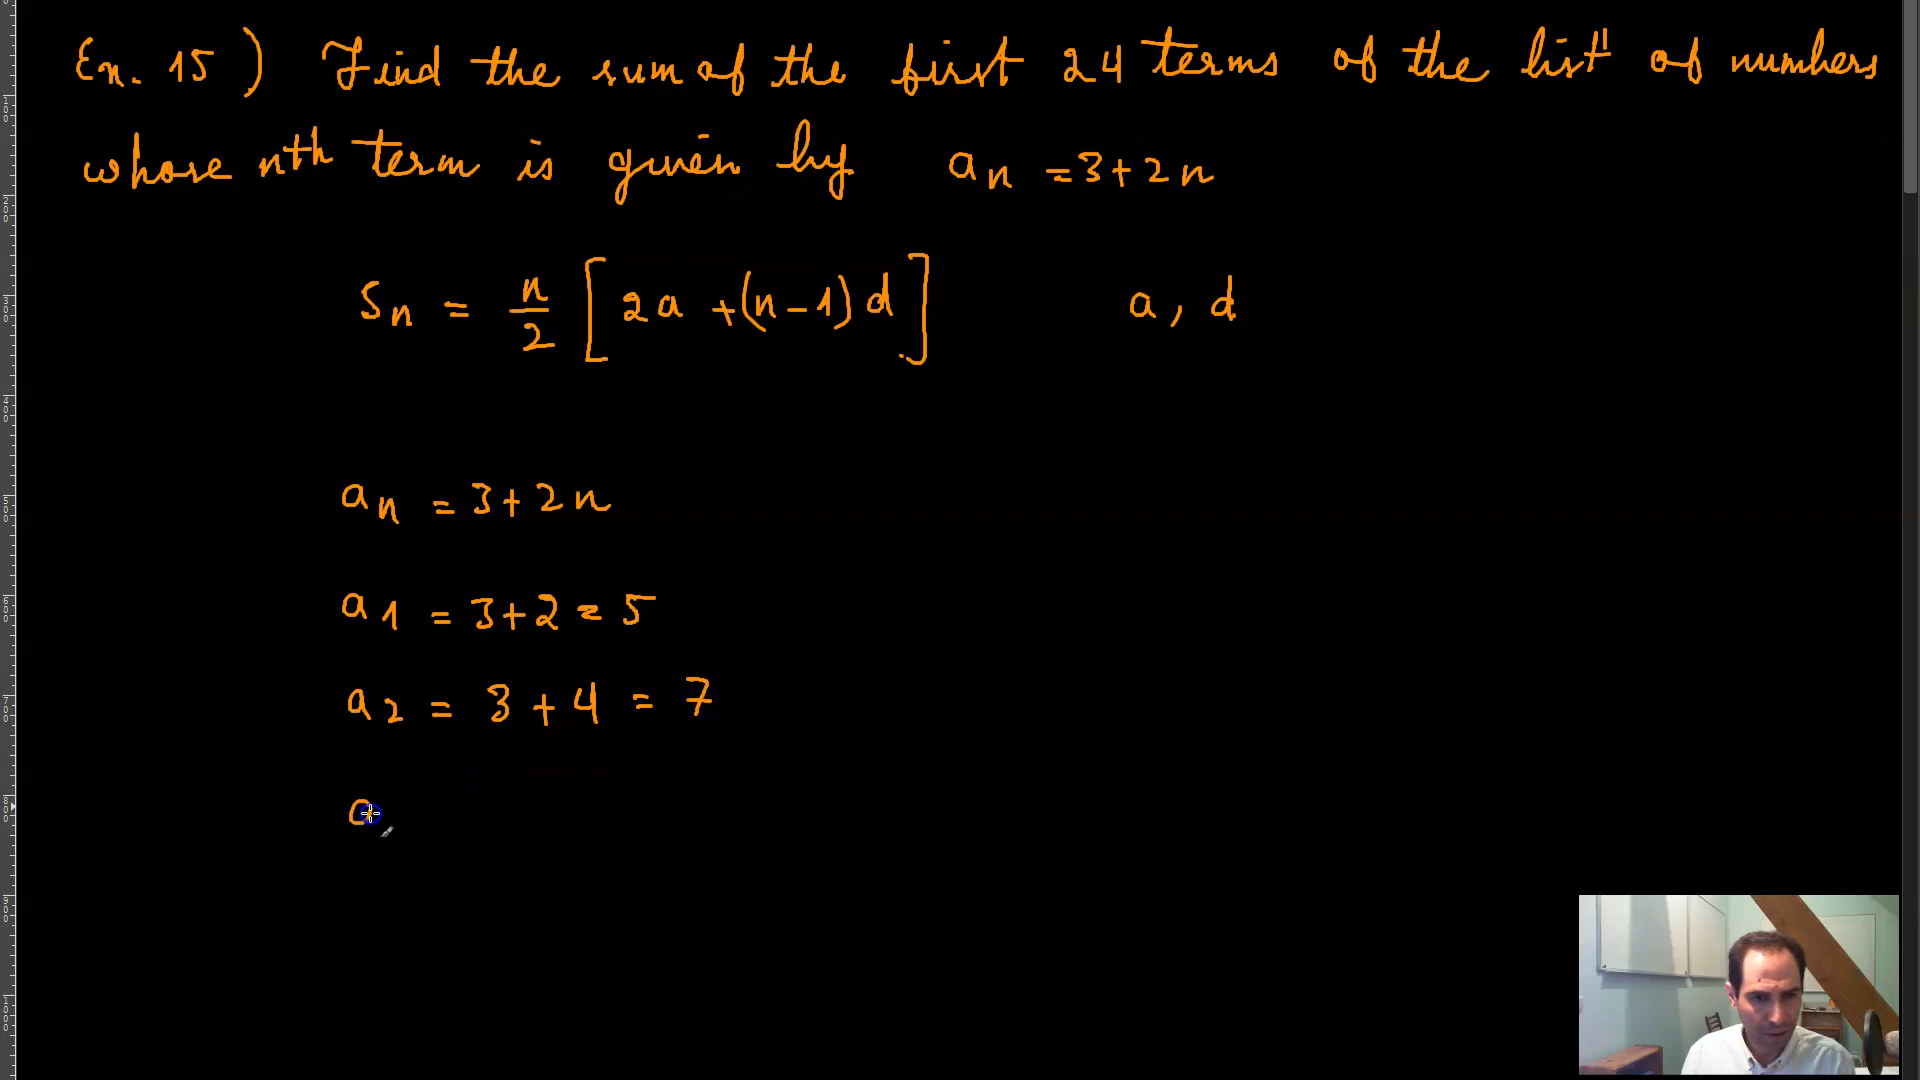 Ex. 15) Find the sum of the first 24 terms of the list of numbers
whose nth term is given by a_n = 3 + 2n
S_n = n/2 [2a + (n-1)d] a, d
a_n = 3 + 2n
a_1 = 3 + 2 = 5
a_2 = 3 + 4 = 7
a